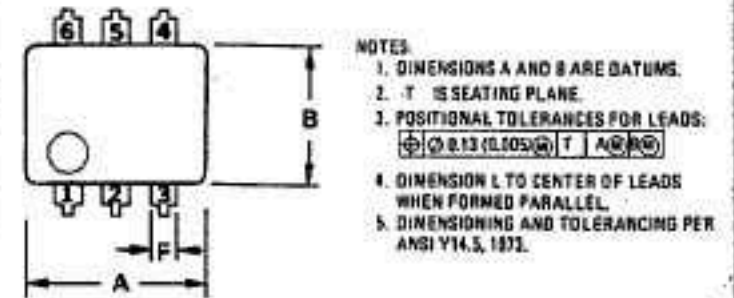 6 5 4
B
1 2 3
F
A
NOTES:
1. DIMENSIONS A AND B ARE DATUMS.
2. -T IS SEATING PLANE.
3. POSITIONAL TOLERANCES FOR LEADS:
⌖ ∅ 0.13 (0.005) Ⓜ T A Ⓜ B Ⓜ
4. DIMENSION L TO CENTER OF LEADS
WHEN FORMED PARALLEL.
5. DIMENSIONING AND TOLERANCING PER
ANSI Y14.5, 1973.